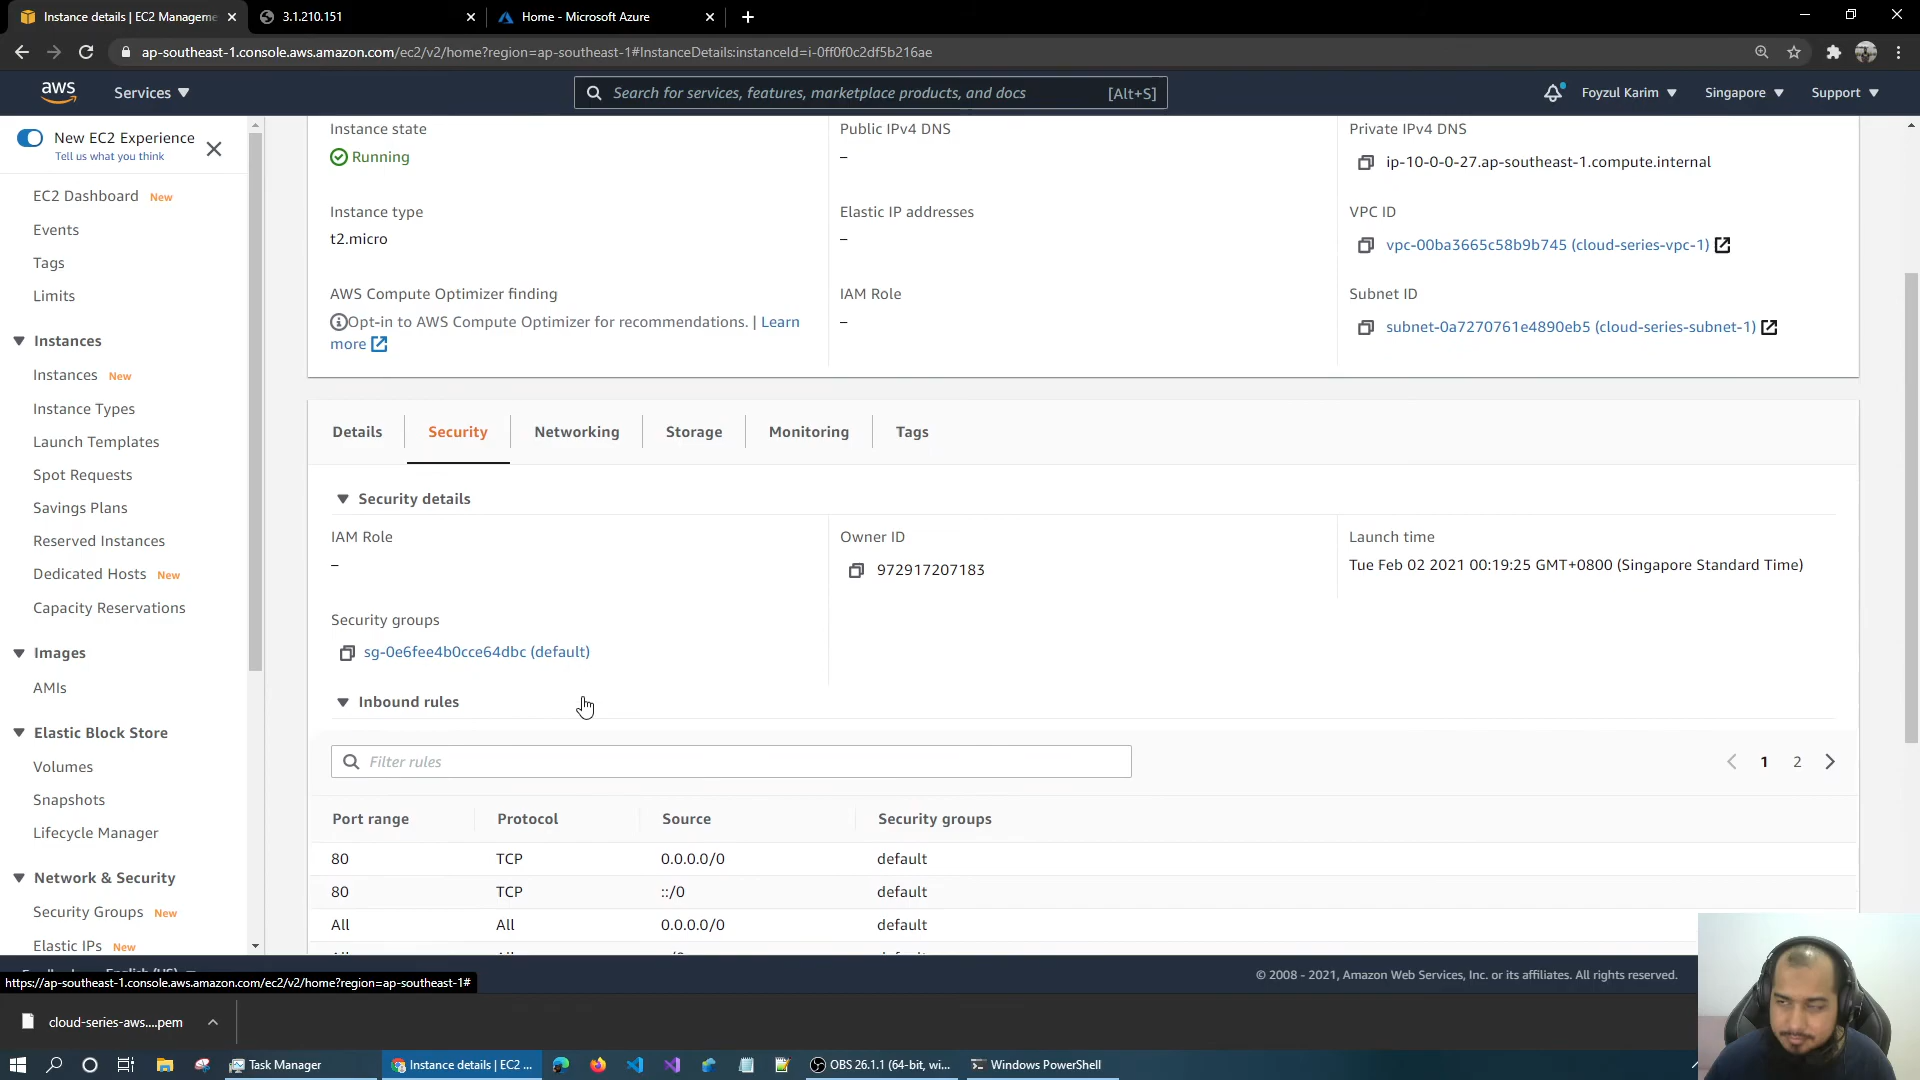 Instance details | EC2 Manageme
3.1.210.151
Home - Microsoft Azure
ap-southeast-1.console.aws.amazon.com/ec2/v2/home?region=ap-southeast-1#InstanceDetails:instanceId=i-0ff0f0c2df5b216ae
aws
Services
Search for services, features, marketplace products, and docs
[Alt+S]
Foyzul Karim
Singapore
Support
New EC2 Experience
Tell us what you think
EC2 Dashboard New
Events
Tags
Limits
Instances
Instances New
Instance Types
Launch Templates
Spot Requests
Savings Plans
Reserved Instances
Dedicated Hosts New
Capacity Reservations
Images
AMIs
Elastic Block Store
Volumes
Snapshots
Lifecycle Manager
Network & Security
Security Groups New
Elastic IPs New
Instance state
Running
Public IPv4 DNS
–
Private IPv4 DNS
ip-10-0-0-27.ap-southeast-1.compute.internal
Instance type
t2.micro
Elastic IP addresses
–
VPC ID
vpc-00ba3665c58b9b745 (cloud-series-vpc-1)
AWS Compute Optimizer finding
Opt-in to AWS Compute Optimizer for recommendations. | Learn
more
IAM Role
–
Subnet ID
subnet-0a7270761e4890eb5 (cloud-series-subnet-1)
Details
Security
Networking
Storage
Monitoring
Tags
Security details
IAM Role
–
Owner ID
972917207183
Launch time
Tue Feb 02 2021 00:19:25 GMT+0800 (Singapore Standard Time)
Security groups
sg-0e6fee4b0cce64dbc (default)
Inbound rules
Filter rules
1 2
Port range Protocol Source Security groups
80 TCP 0.0.0.0/0 default
80 TCP ::/0 default
All All 0.0.0.0/0 default
https://ap-southeast-1.console.aws.amazon.com/ec2/v2/home?region=ap-southeast-1#
© 2008 - 2021, Amazon Web Services, Inc. or its affiliates. All rights reserved.
cloud-series-aws....pem
Task Manager
Instance details | EC2 ...
OBS 26.1.1 (64-bit, wi...
Windows PowerShell